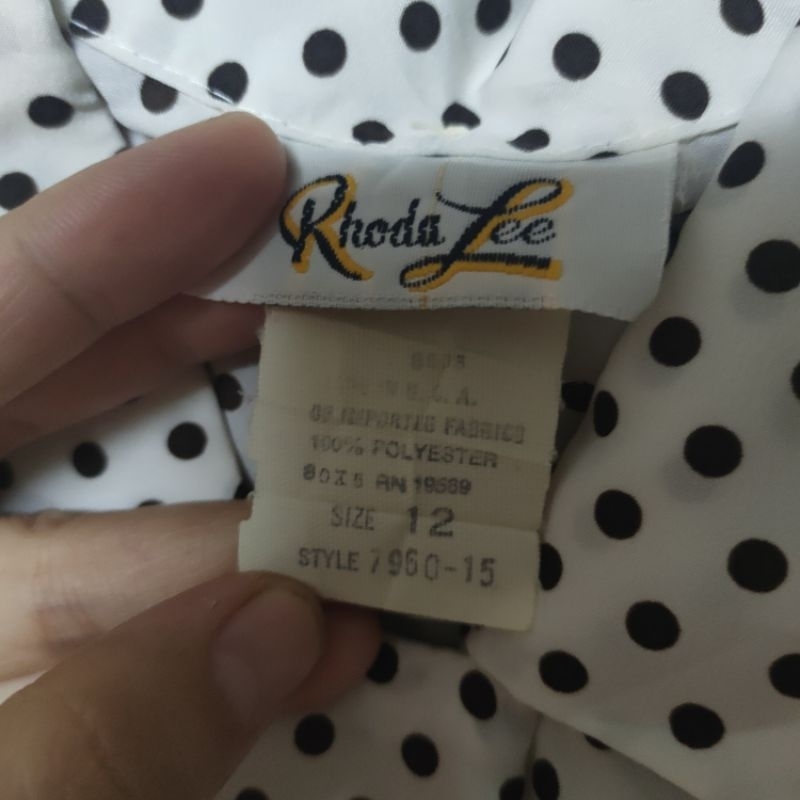 Rhoda Lee
U.S.A.
OF IMPORTED FABRICS
100% POLYESTER
RN 19669
SIZE 12
STYLE 7960-15